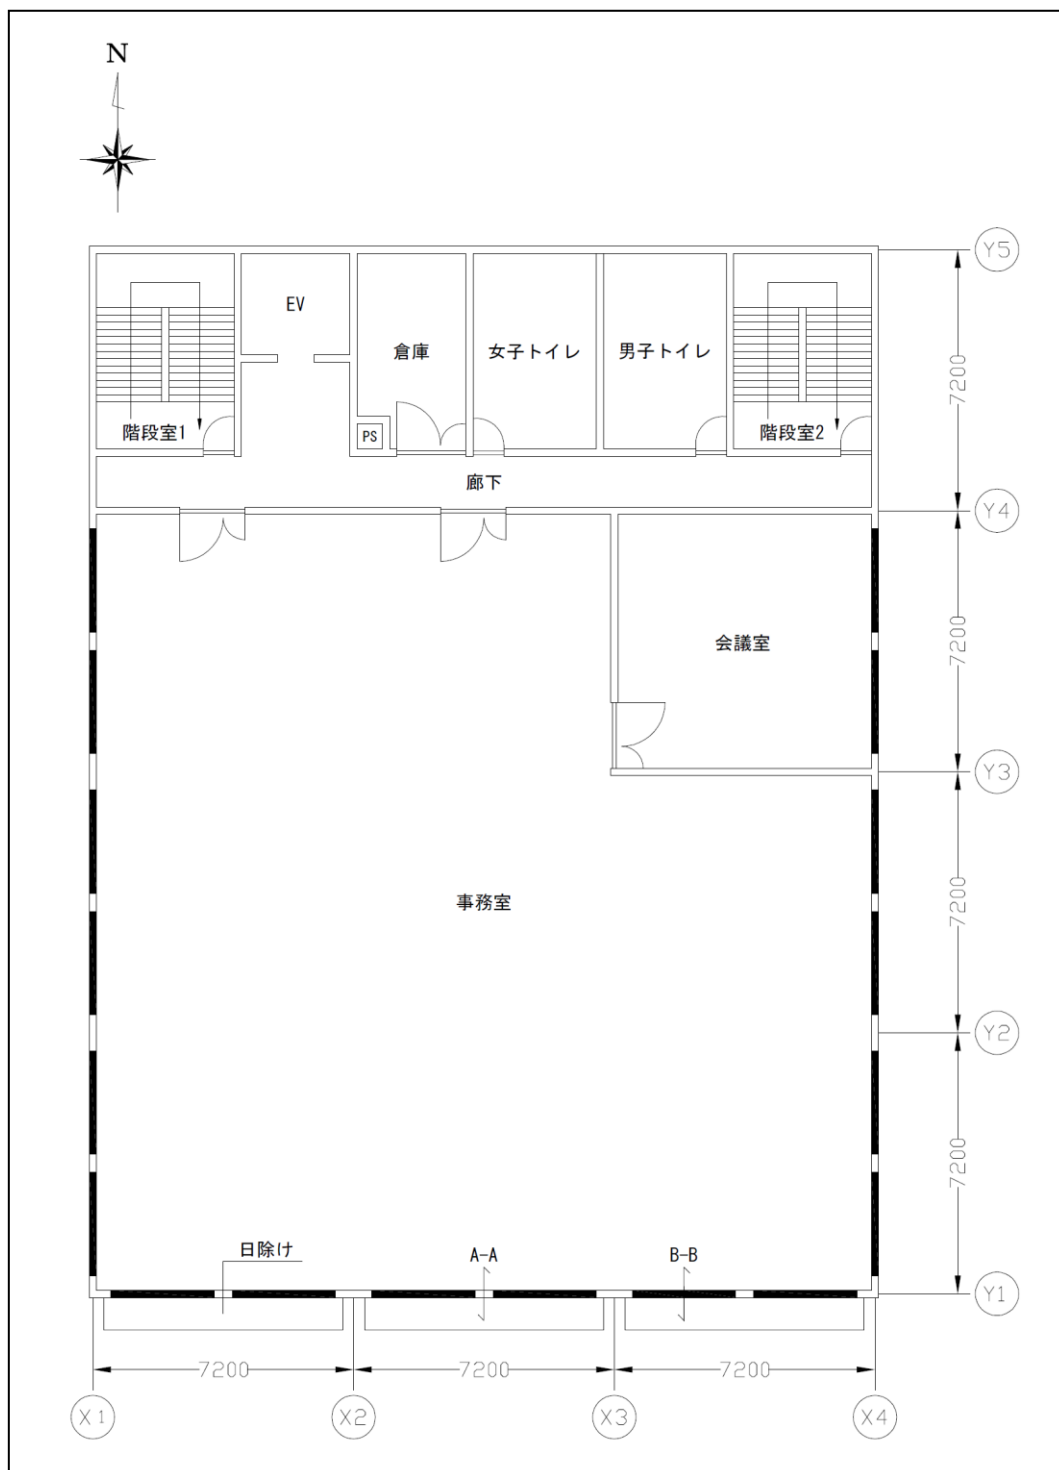 N
Y5
EV
倉庫
女子トイレ
男子トイレ
7200
階段室1
PS
階段室2
廊下
Y4
会議室
7200
Y3
事務室
7200
Y2
7200
日除け
A-A
B-B
Y1
7200
7200
7200
X1
X2
X3
X4